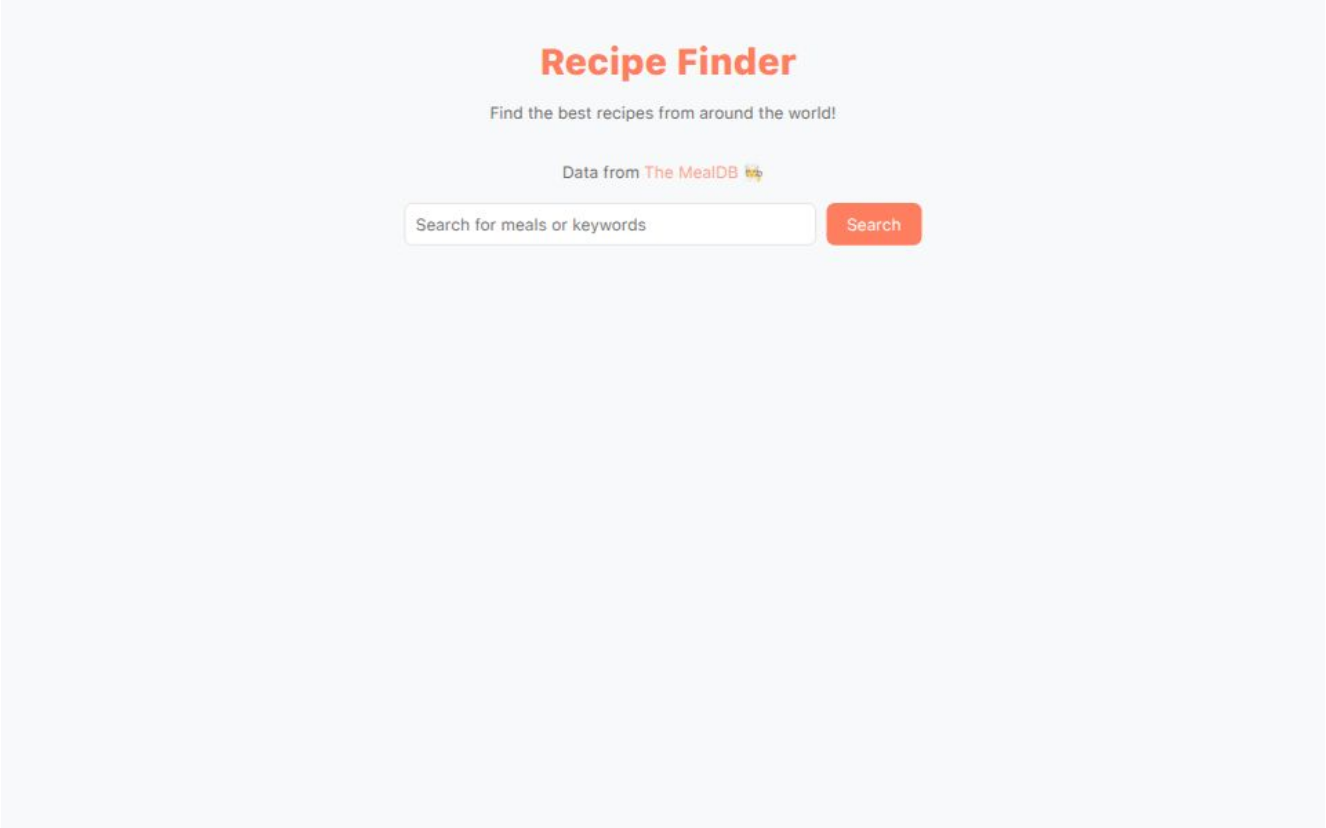 Recipe Finder
Find the best recipes from around the world!
Data from The MealDB 👨‍🍳
Search for meals or keywords
Search